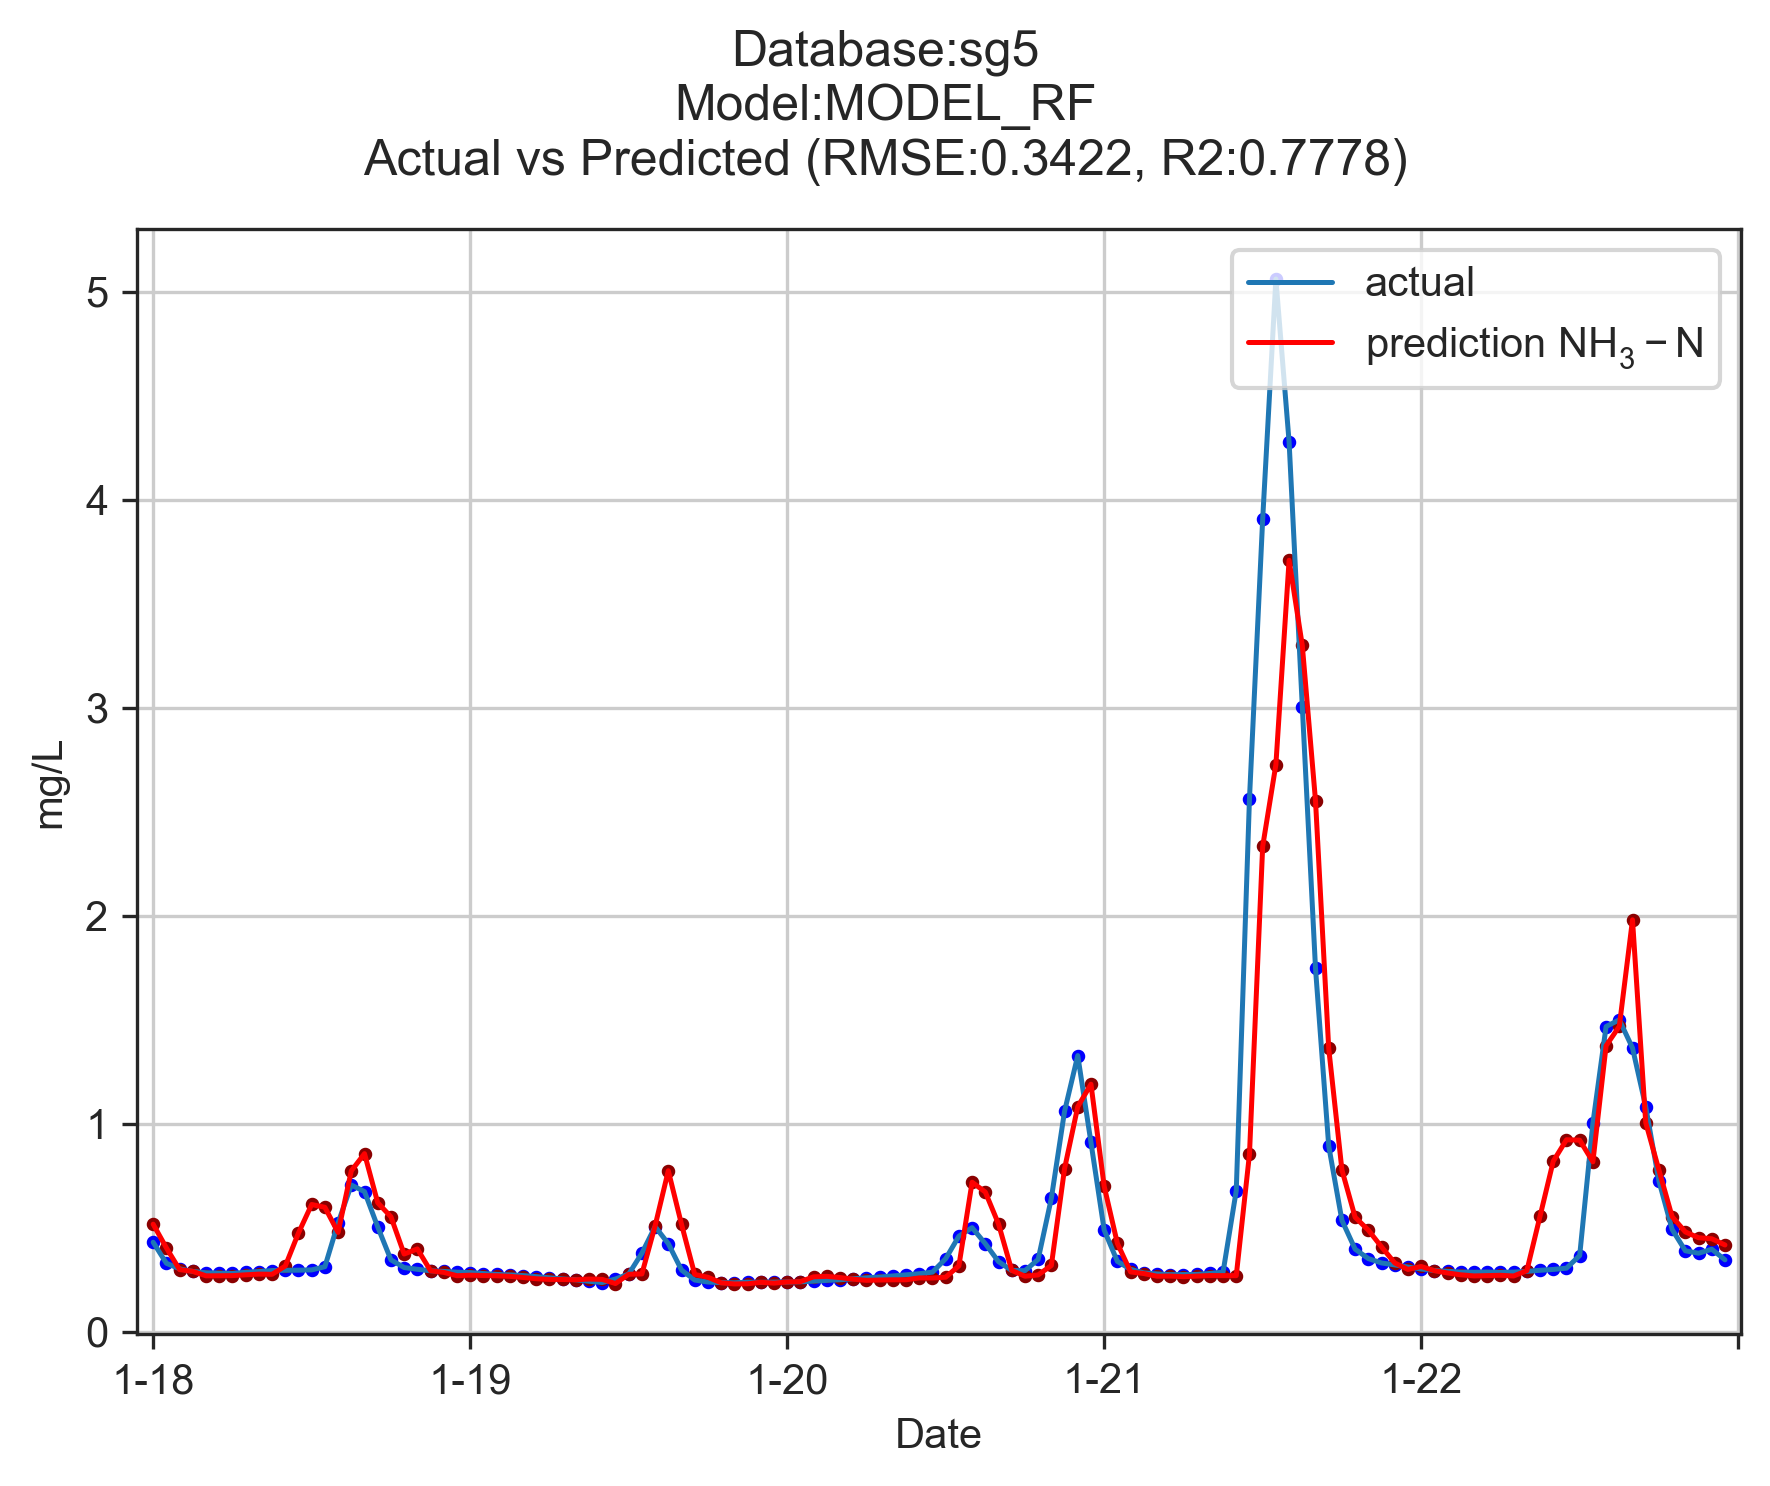 Database:sg5
Model:MODEL_RF
Actual vs Predicted (RMSE:0.3422, R2:0.7778)
actual
prediction NH₃ − N
5
4
3
2
1
0
mg/L
1-18 1-19 1-20 1-21 1-22
Date